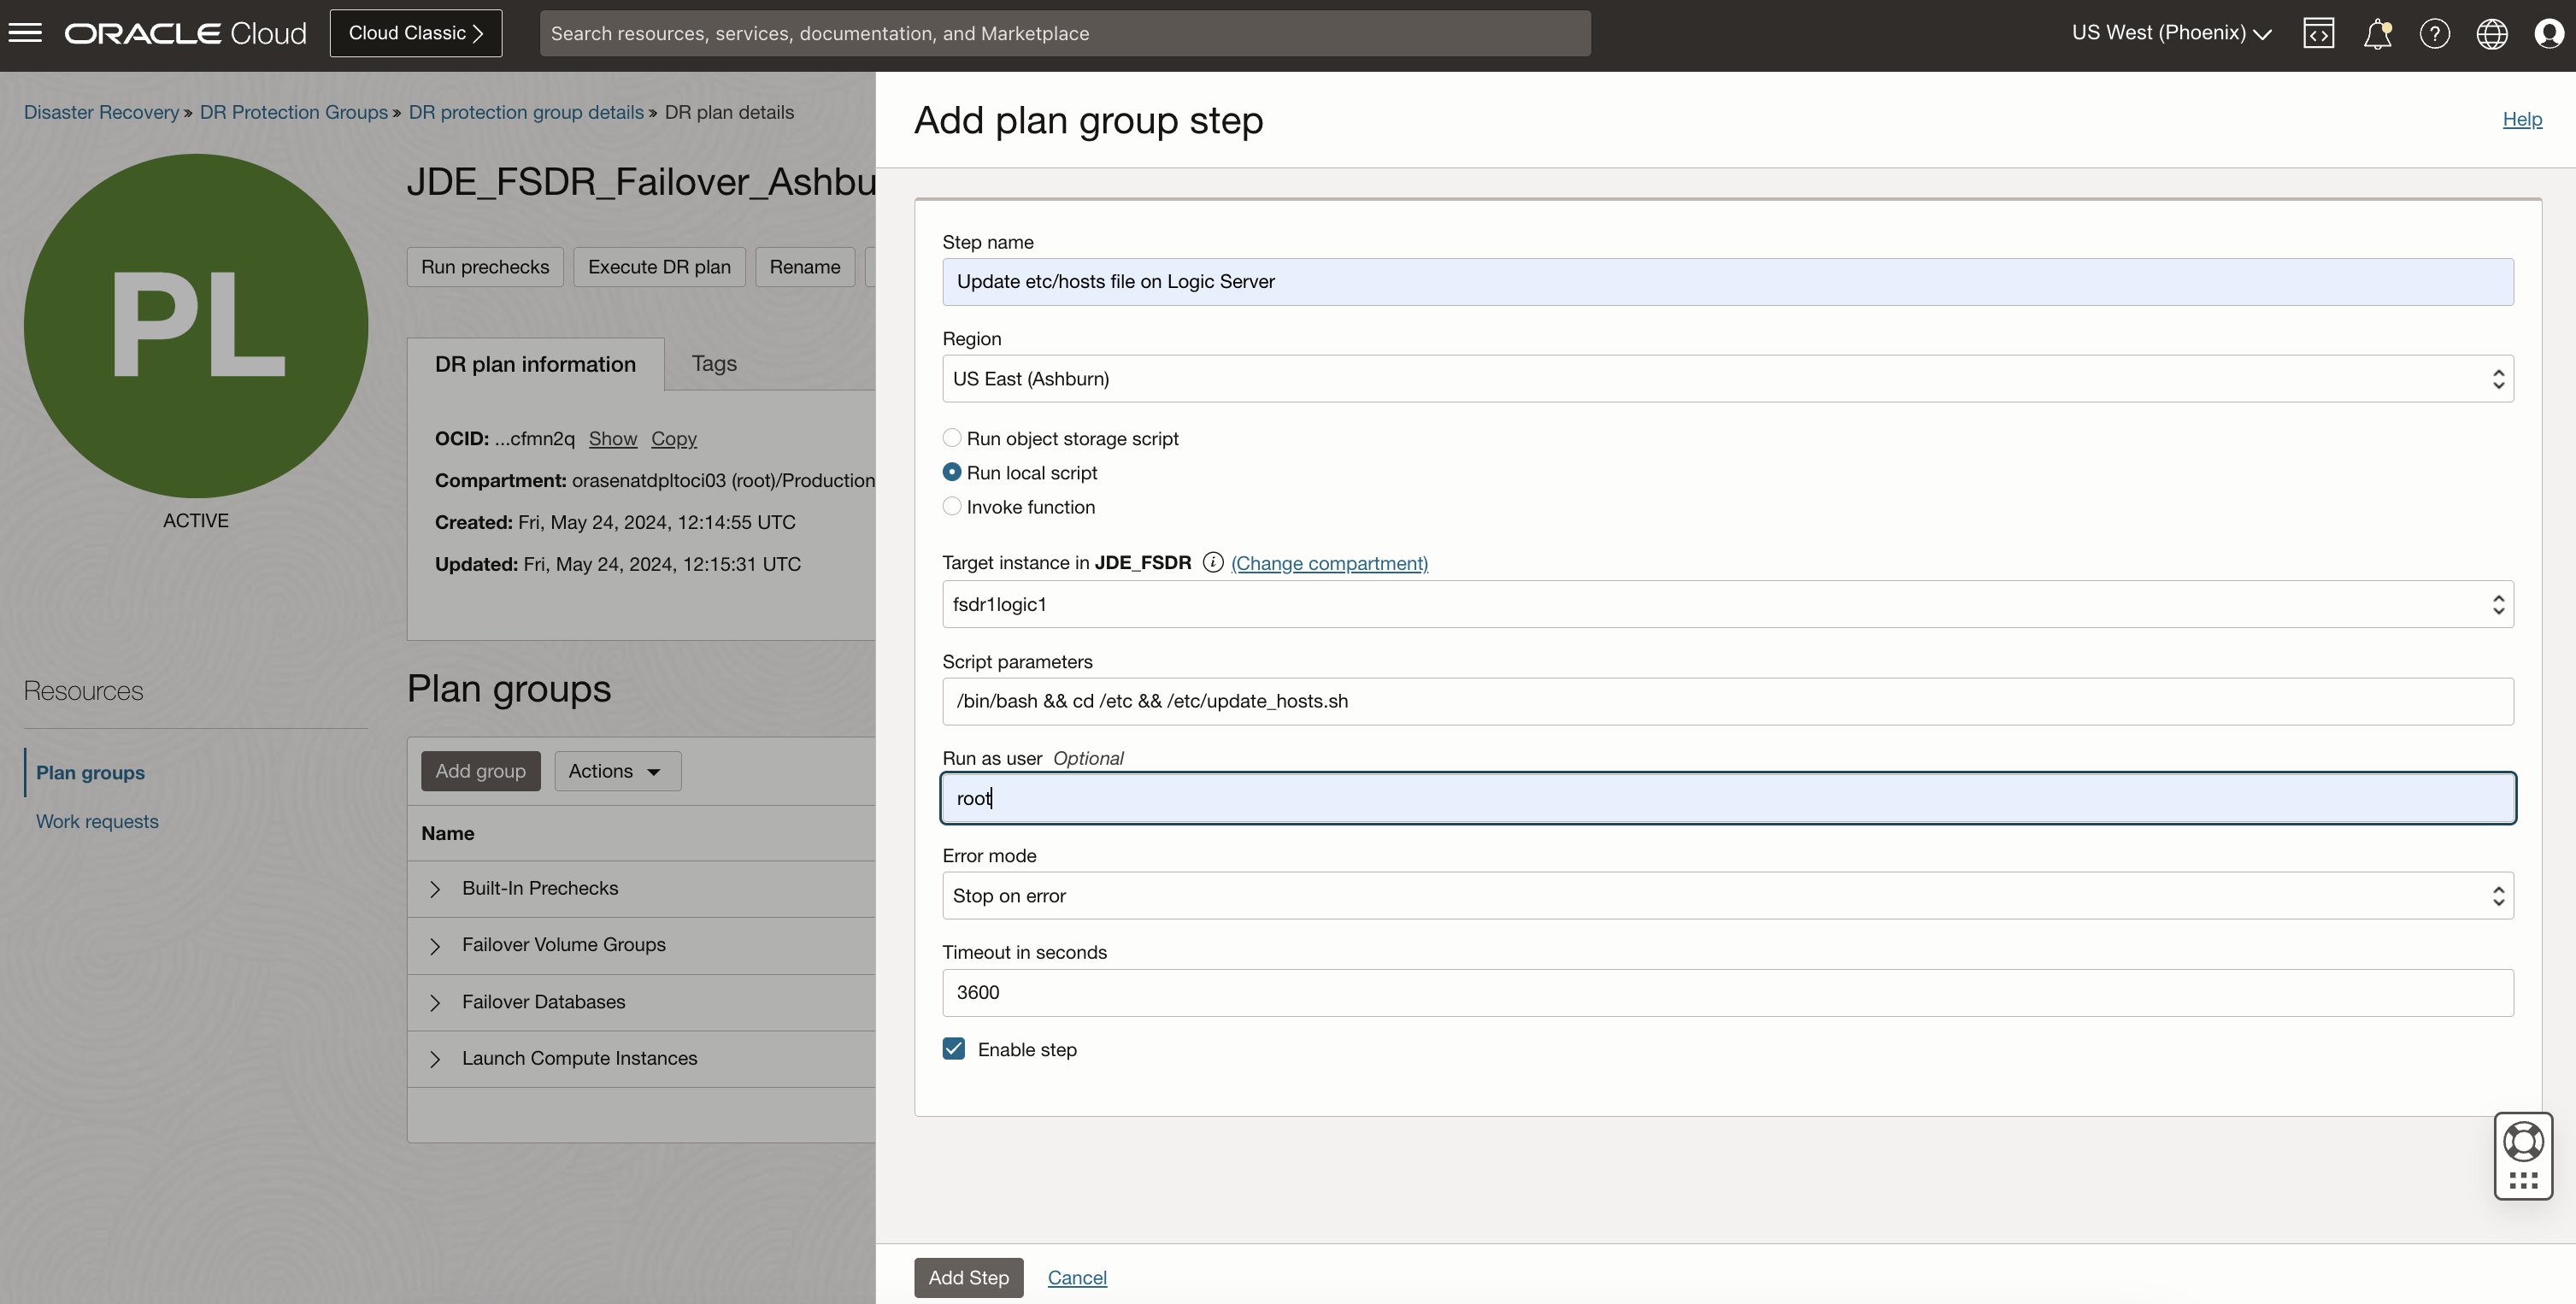 ORACLE Cloud
Cloud Classic
Search resources, services, documentation, and Marketplace
US West (Phoenix)
Disaster Recovery » DR Protection Groups » DR protection group details » DR plan details
PL
ACTIVE
JDE_FSDR_Failover_Ashbu
Run prechecks
Execute DR plan
Rename
DR plan information
Tags
OCID: ...cfmn2q Show Copy
Compartment: orasenatdpltoci03 (root)/Production
Created: Fri, May 24, 2024, 12:14:55 UTC
Updated: Fri, May 24, 2024, 12:15:31 UTC
Resources
Plan groups
Work requests
Plan groups
Add group
Actions
Name
Built-In Prechecks
Failover Volume Groups
Failover Databases
Launch Compute Instances
Add plan group step
Help
Step name
Update etc/hosts file on Logic Server
Region
US East (Ashburn)
Run object storage script
Run local script
Invoke function
Target instance in JDE_FSDR (Change compartment)
fsdr1logic1
Script parameters
/bin/bash && cd /etc && /etc/update_hosts.sh
Run as user Optional
root
Error mode
Stop on error
Timeout in seconds
3600
Enable step
Add Step
Cancel